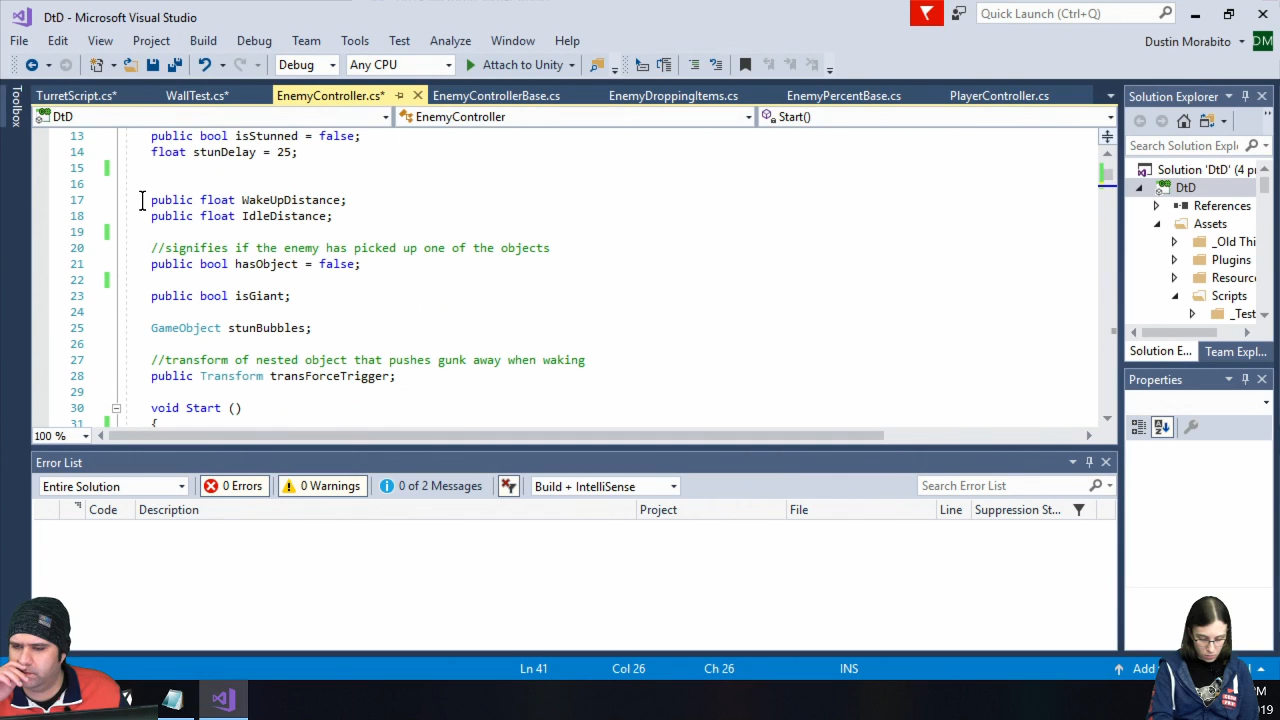 DtD - Microsoft Visual Studio
Quick Launch (Ctrl+Q)
File Edit View Project Build Debug Team Tools Test Analyze Window Help
Dustin Morabito DM
Debug Any CPU Attach to Unity
Toolbox
TurretScript.cs* WallTest.cs* EnemyController.cs* EnemyControllerBase.cs EnemyDroppingItems.cs EnemyPercentBase.cs PlayerController.cs
DtD EnemyController Start()
13 public bool isStunned = false;
14 float stunDelay = 25;
15
16
17 public float WakeUpDistance;
18 public float IdleDistance;
19
20 //signifies if the enemy has picked up one of the objects
21 public bool hasObject = false;
22
23 public bool isGiant;
24
25 GameObject stunBubbles;
26
27 //transform of nested object that pushes gunk away when waking
28 public Transform transForceTrigger;
29
30 void Start ()
31 {
100 %
Solution Explorer
Search Solution Explorer
Solution 'DtD' (4 pr
DtD
References
Assets
_Old Thi
Plugins
Resource
Scripts
_Test
Solution E... Team Expl...
Properties
Error List
Entire Solution 0 Errors 0 Warnings 0 of 2 Messages Build + IntelliSense Search Error List
Code Description Project File Line Suppression St...
Ln 41 Col 26 Ch 26 INS Add